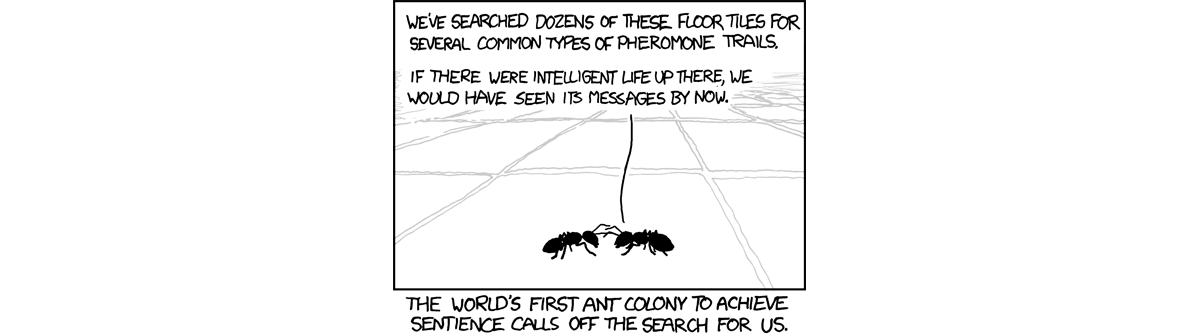 WE'VE SEARCHED DOZENS OF THESE FLOOR TILES FOR
SEVERAL COMMON TYPES OF PHEROMONE TRAILS.
IF THERE WERE INTELLIGENT LIFE UP THERE, WE
WOULD HAVE SEEN ITS MESSAGES BY NOW.
THE WORLD'S FIRST ANT COLONY TO ACHIEVE
SENTIENCE CALLS OFF THE SEARCH FOR US.